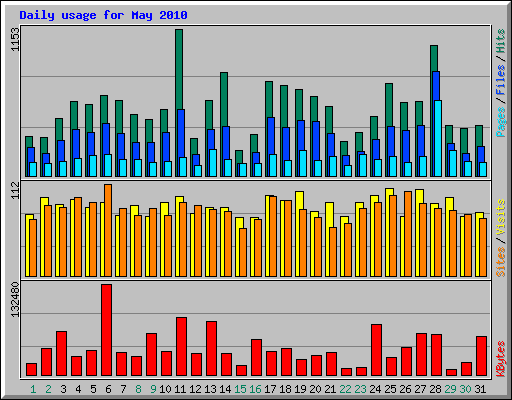 Daily usage for May 2010
1153
Pages / Files / Hits
112
Sites / Visits
132480
KBytes
1 2 3 4 5 6 7 8 9 10 11 12 13 14 15 16 17 18 19 20 21 22 23 24 25 26 27 28 29 30 31